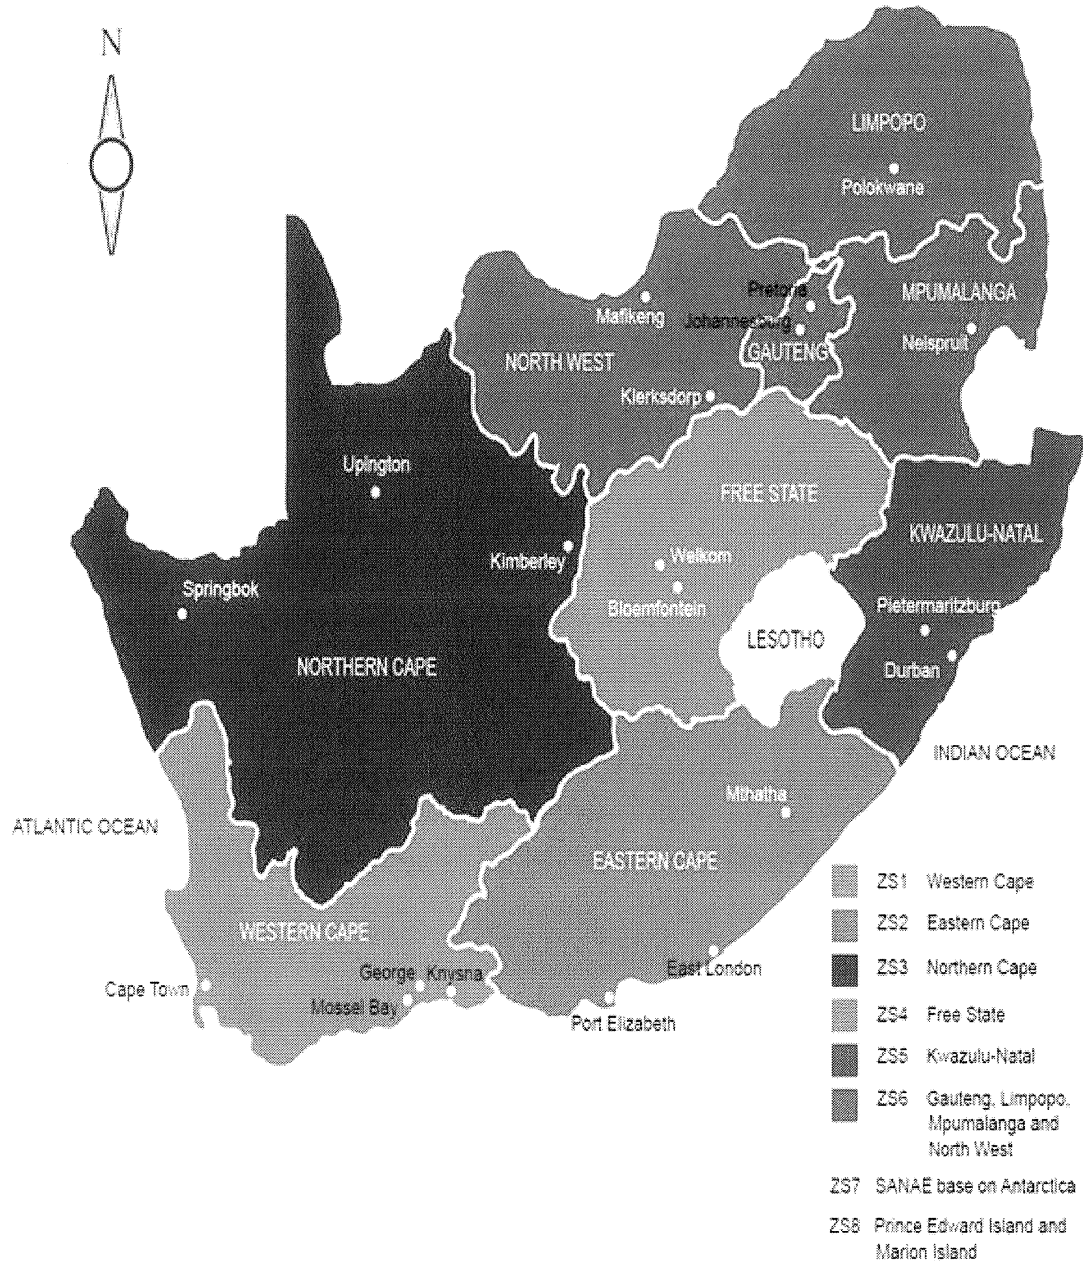 N
LIMPOPO
Polokwane
Pretoria
MPUMALANGA
Mafikeng
Johannesburg
Nelspruit
NORTH WEST
GAUTENG
Klerksdorp
Upington
FREE STATE
KWAZULU-NATAL
Kimberley
Welkom
Springbok
Bloemfontein
Pietermaritzburg
LESOTHO
NORTHERN CAPE
Durban
INDIAN OCEAN
Mthatha
ATLANTIC OCEAN
EASTERN CAPE
WESTERN CAPE
George
Knysna
East London
Cape Town
Mossel Bay
Port Elizabeth
ZS1 Western Cape
ZS2 Eastern Cape
ZS3 Northern Cape
ZS4 Free State
ZS5 Kwazulu-Natal
ZS6 Gauteng, Limpopo,
Mpumalanga and
North West
ZS7 SANAE base on Antarctica
ZS8 Prince Edward Island and
Marion Island